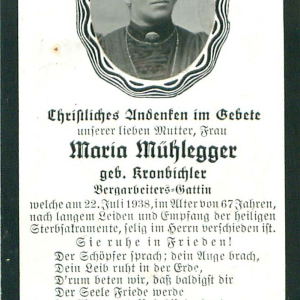 Christliches Andenken im Gebete
unserer lieben Mutter, Frau
Maria Mühlegger
geb. Kronbichler
Bergarbeiters-Gattin
welche am 22. Juli 1938, im Alter von 67 Jahren,
nach langem Leiden und Empfang der heiligen
Sterbsakramente, selig im Herrn verschieden ist.
Sie ruhe in Frieden!
Der Schöpfer sprach; dein Auge brach,
Dein Leib ruht in der Erde,
D'rum beten wir, daß baldigst dir
Der Seele Friede werde